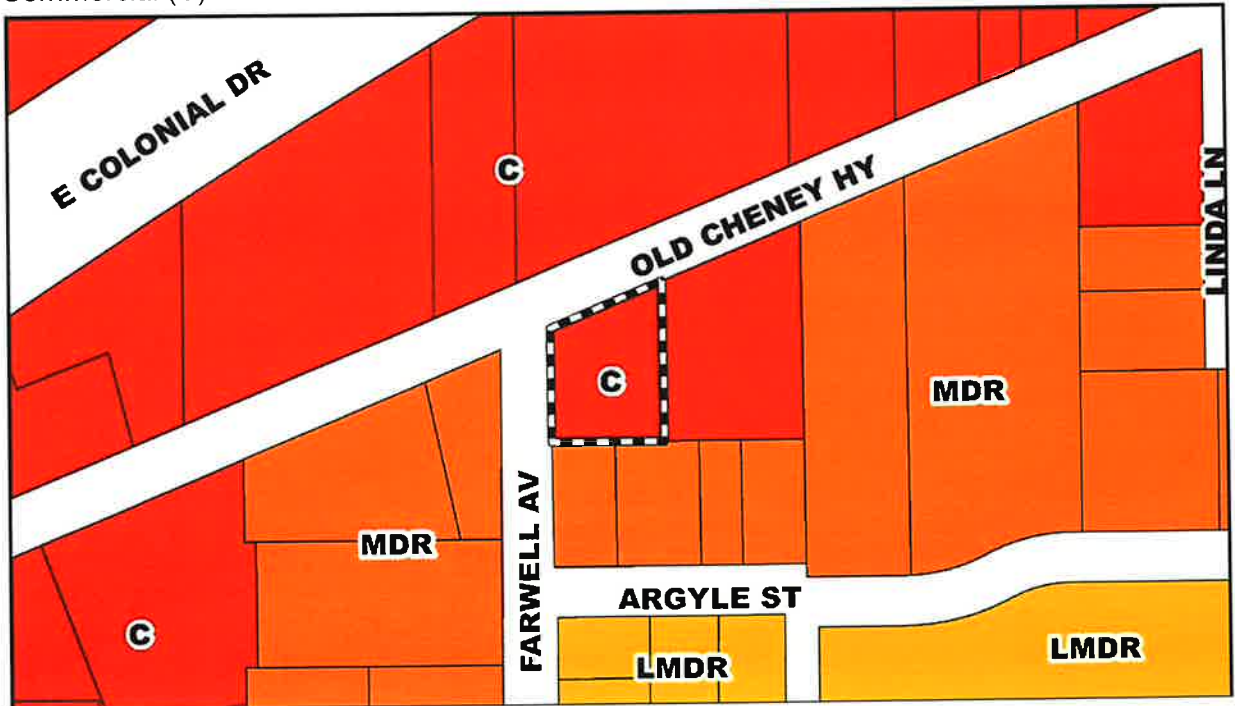 E COLONIAL DR
C
OLD CHENEY HY
LINDA LN
C
MDR
FARWELL AV
MDR
ARGYLE ST
C
LMDR
LMDR